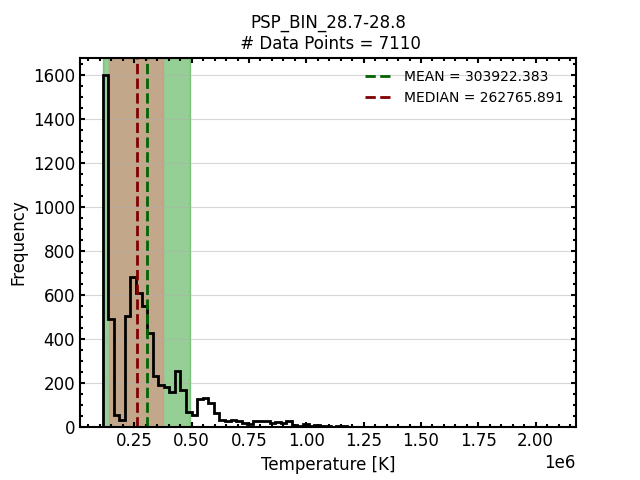 PSP_BIN_28.7-28.8
# Data Points = 7110
MEAN = 303922.383
MEDIAN = 262765.891
1600
1400
1200
1000
800
600
400
200
0
Frequency
0.25 0.50 0.75 1.00 1.25 1.50 1.75 2.00
1e6
Temperature [K]